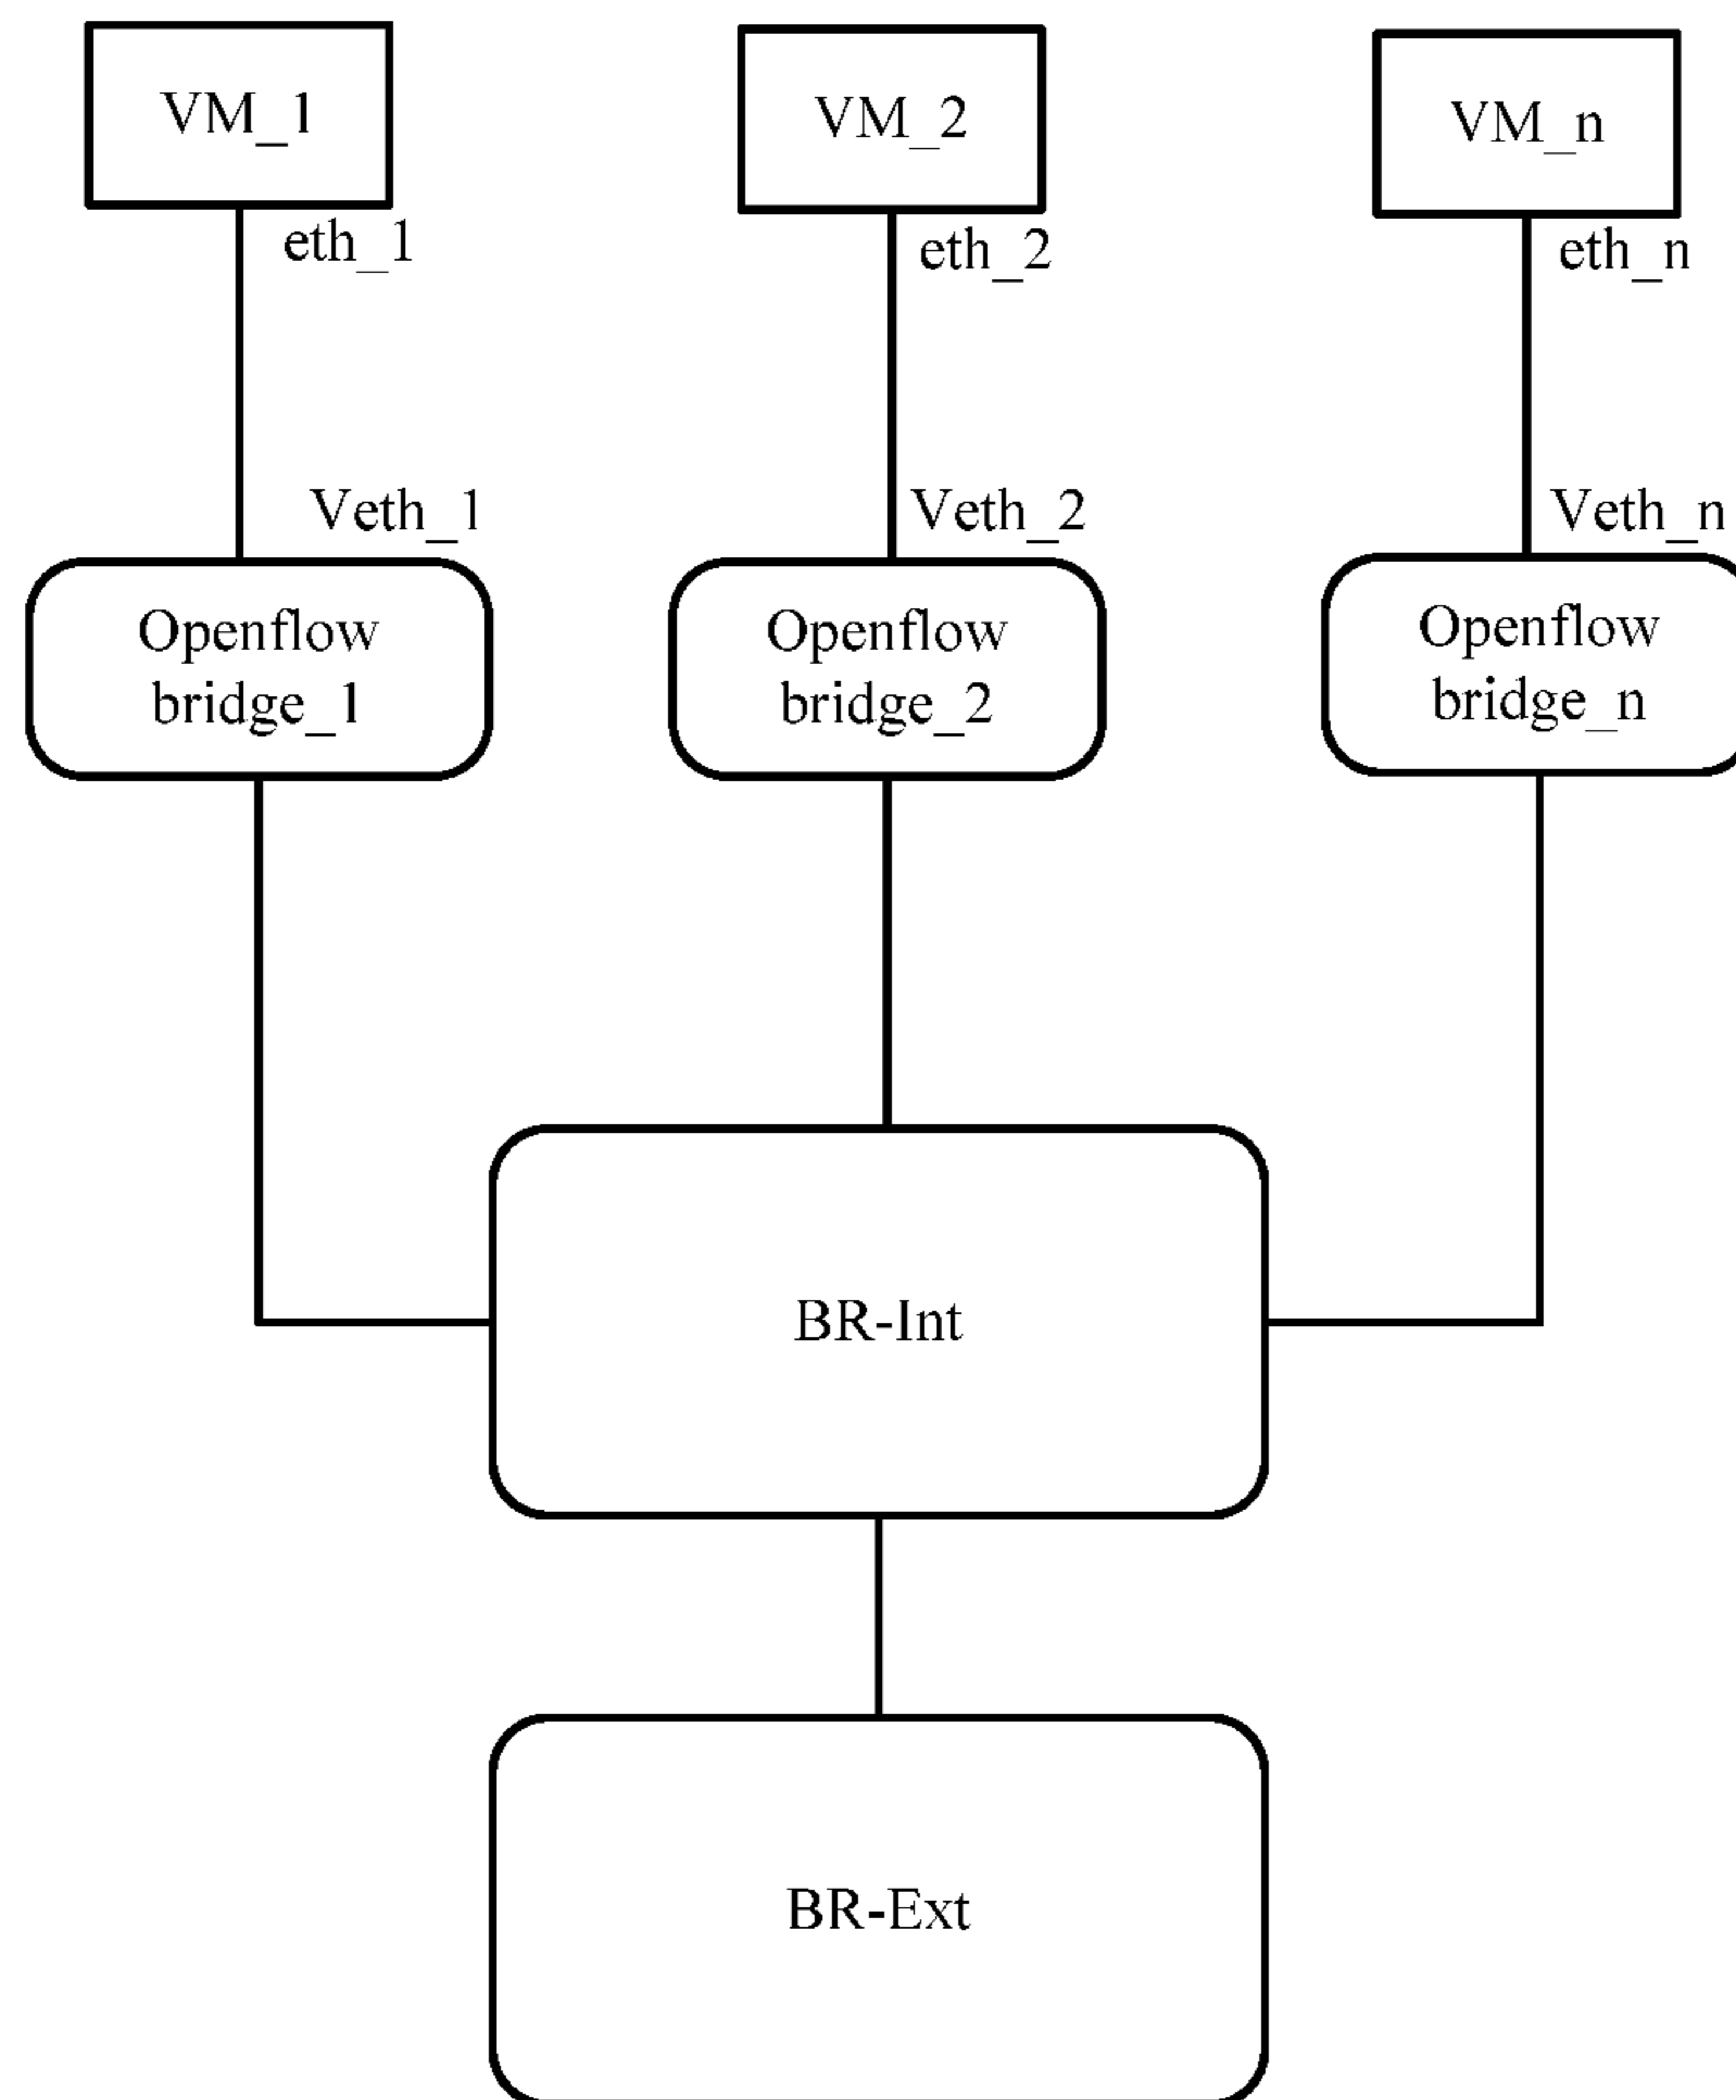 VM_1
VM_2
VM_n
eth_1
eth_2
eth_n
Veth_1
Veth_2
Veth_n
Openflow
bridge_1
Openflow
bridge_2
Openflow
bridge_n
BR-Int
BR-Ext